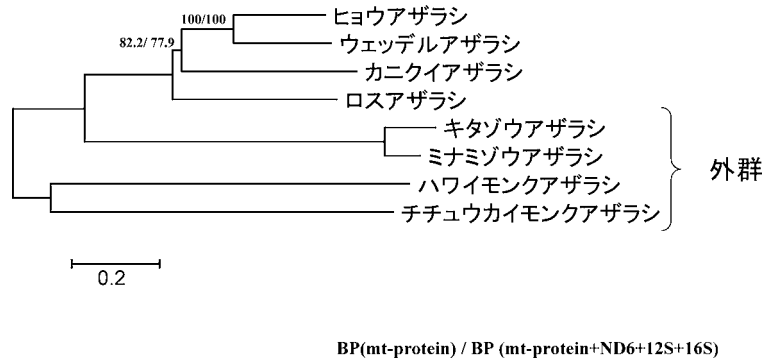 100/100
ヒョウアザラシ
82.2/ 77.9
ウェッデルアザラシ
カニクイアザラシ
ロスアザラシ
キタゾウアザラシ
ミナミゾウアザラシ
外群
ハワイモンクアザラシ
チチュウカイモンクアザラシ
0.2
BP(mt-protein) / BP (mt-protein+ND6+12S+16S)